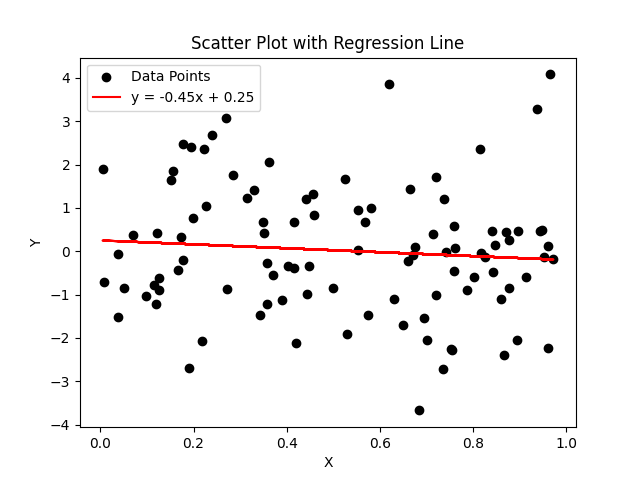 Scatter Plot with Regression Line
Data Points
y = -0.45x + 0.25
4
3
2
1
0
−1
−2
−3
−4
Y
0.0 0.2 0.4 0.6 0.8 1.0
X